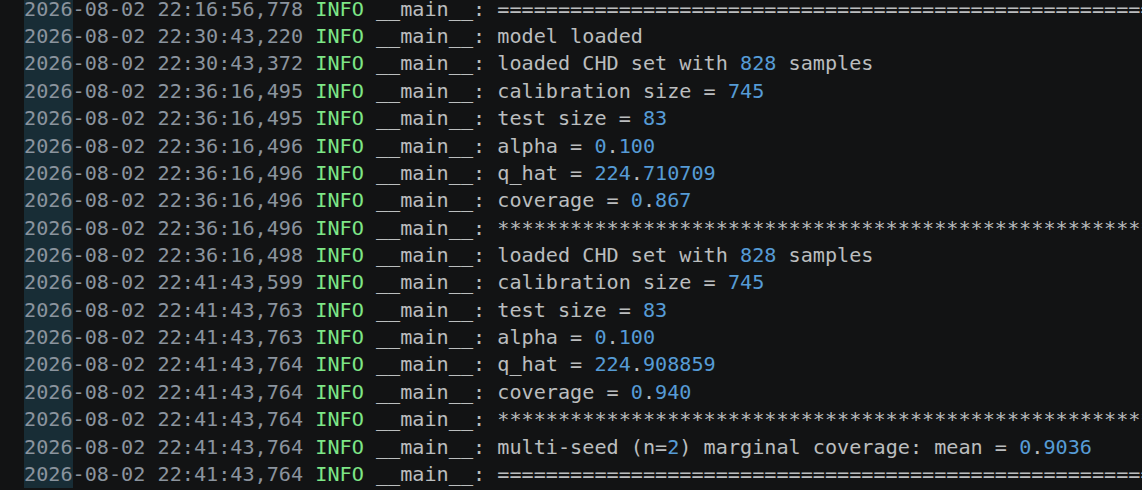 2026-08-02 22:16:56,778 INFO __main__: =====================================================
2026-08-02 22:30:43,220 INFO __main__: model loaded
2026-08-02 22:30:43,372 INFO __main__: loaded CHD set with 828 samples
2026-08-02 22:36:16,495 INFO __main__: calibration size = 745
2026-08-02 22:36:16,495 INFO __main__: test size = 83
2026-08-02 22:36:16,496 INFO __main__: alpha = 0.100
2026-08-02 22:36:16,496 INFO __main__: q_hat = 224.710709
2026-08-02 22:36:16,496 INFO __main__: coverage = 0.867
2026-08-02 22:36:16,496 INFO __main__: *****************************************************
2026-08-02 22:36:16,498 INFO __main__: loaded CHD set with 828 samples
2026-08-02 22:41:43,599 INFO __main__: calibration size = 745
2026-08-02 22:41:43,763 INFO __main__: test size = 83
2026-08-02 22:41:43,763 INFO __main__: alpha = 0.100
2026-08-02 22:41:43,764 INFO __main__: q_hat = 224.908859
2026-08-02 22:41:43,764 INFO __main__: coverage = 0.940
2026-08-02 22:41:43,764 INFO __main__: *****************************************************
2026-08-02 22:41:43,764 INFO __main__: multi-seed (n=2) marginal coverage: mean = 0.9036
2026-08-02 22:41:43,764 INFO __main__: =====================================================